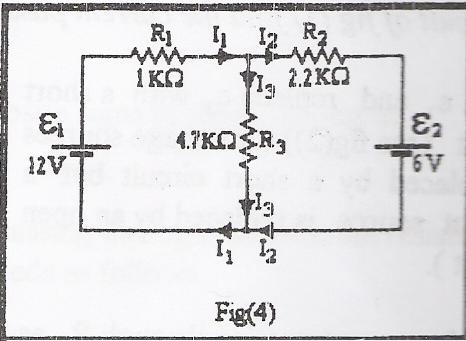 R₁ I₁ I₂ R₂
1KΩ I₃ 2.2KΩ
ε₁ 4.7KΩ R₃ ε₂
12V 6V
I₃
I₁ I₂
Fig(4)